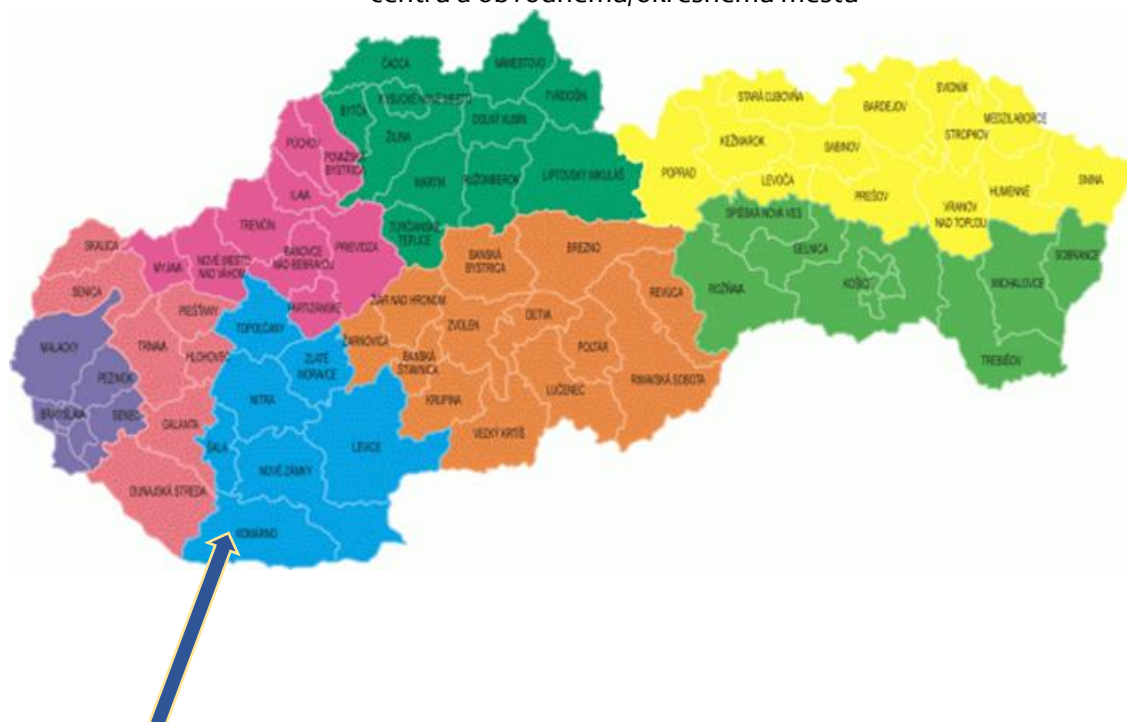 centra a obvodnému/okresnému mestu
ČADCA
NÁMESTOVO
TVRDOŠÍN
BYTČA
KYSUCKÉ NOVÉ MESTO
DOLNÝ KUBÍN
ŽILINA
MARTIN
RUŽOMBEROK
LIPTOVSKÝ MIKULÁŠ
TURČIANSKE
TEPLICE
PÚCHOV
POVAŽSKÁ
BYSTRICA
ILAVA
TRENČÍN
MYJAVA
NOVÉ MESTO
NAD VÁHOM
BÁNOVCE
NAD BEBRAVOU
PRIEVIDZA
PARTIZÁNSKE
STARÁ ĽUBOVŇA
BARDEJOV
SVIDNÍK
MEDZILABORCE
STROPKOV
KEŽMAROK
SABINOV
POPRAD
LEVOČA
PREŠOV
VRANOV
NAD TOPĽOU
HUMENNÉ
SNINA
SPIŠSKÁ NOVÁ VES
GELNICA
ROŽŇAVA
KOŠICE
MICHALOVCE
SOBRANCE
TREBIŠOV
SKALICA
SENICA
PIEŠŤANY
TRNAVA
HLOHOVEC
GALANTA
DUNAJSKÁ STREDA
MALACKY
PEZINOK
BRATISLAVA
SENEC
TOPOĽČANY
ZLATÉ
MORAVCE
NITRA
ŠAĽA
NOVÉ ZÁMKY
LEVICE
KOMÁRNO
BANSKÁ
BYSTRICA
BREZNO
ŽIAR NAD HRONOM
ŽARNOVICA
ZVOLEN
DETVA
REVÚCA
BANSKÁ
ŠTIAVNICA
POLTÁR
KRUPINA
LUČENEC
RIMAVSKÁ SOBOTA
VEĽKÝ KRTÍŠ